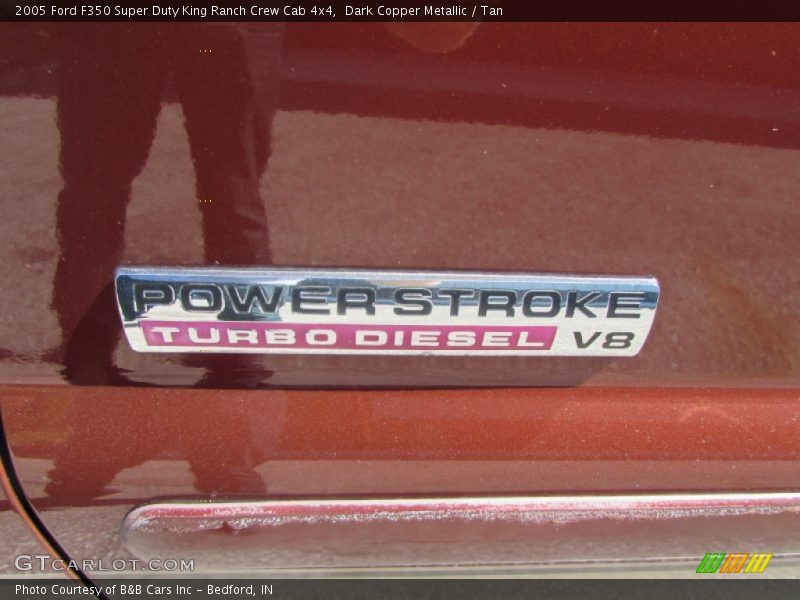 2005 Ford F350 Super Duty King Ranch Crew Cab 4x4, Dark Copper Metallic / Tan
POWER STROKE
TURBO DIESEL V8
GTCARLOT.COM
Photo Courtesy of B&B Cars Inc – Bedford, IN